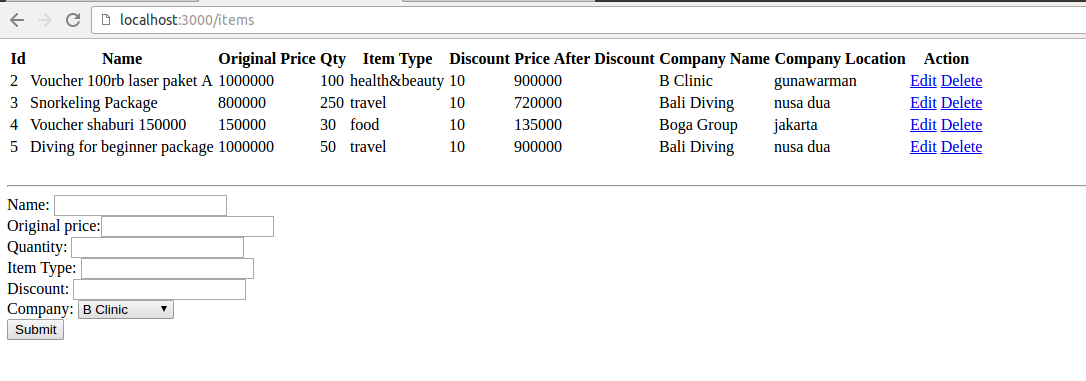 localhost:3000/items
Id Name Original Price Qty Item Type Discount Price After Discount Company Name Company Location Action
2 Voucher 100rb laser paket A 1000000 100 health&beauty 10 900000 B Clinic gunawarman Edit Delete
3 Snorkeling Package 800000 250 travel 10 720000 Bali Diving nusa dua Edit Delete
4 Voucher shaburi 150000 150000 30 food 10 135000 Boga Group jakarta Edit Delete
5 Diving for beginner package 1000000 50 travel 10 900000 Bali Diving nusa dua Edit Delete
Name:
Original price:
Quantity:
Item Type:
Discount:
Company: B Clinic
Submit